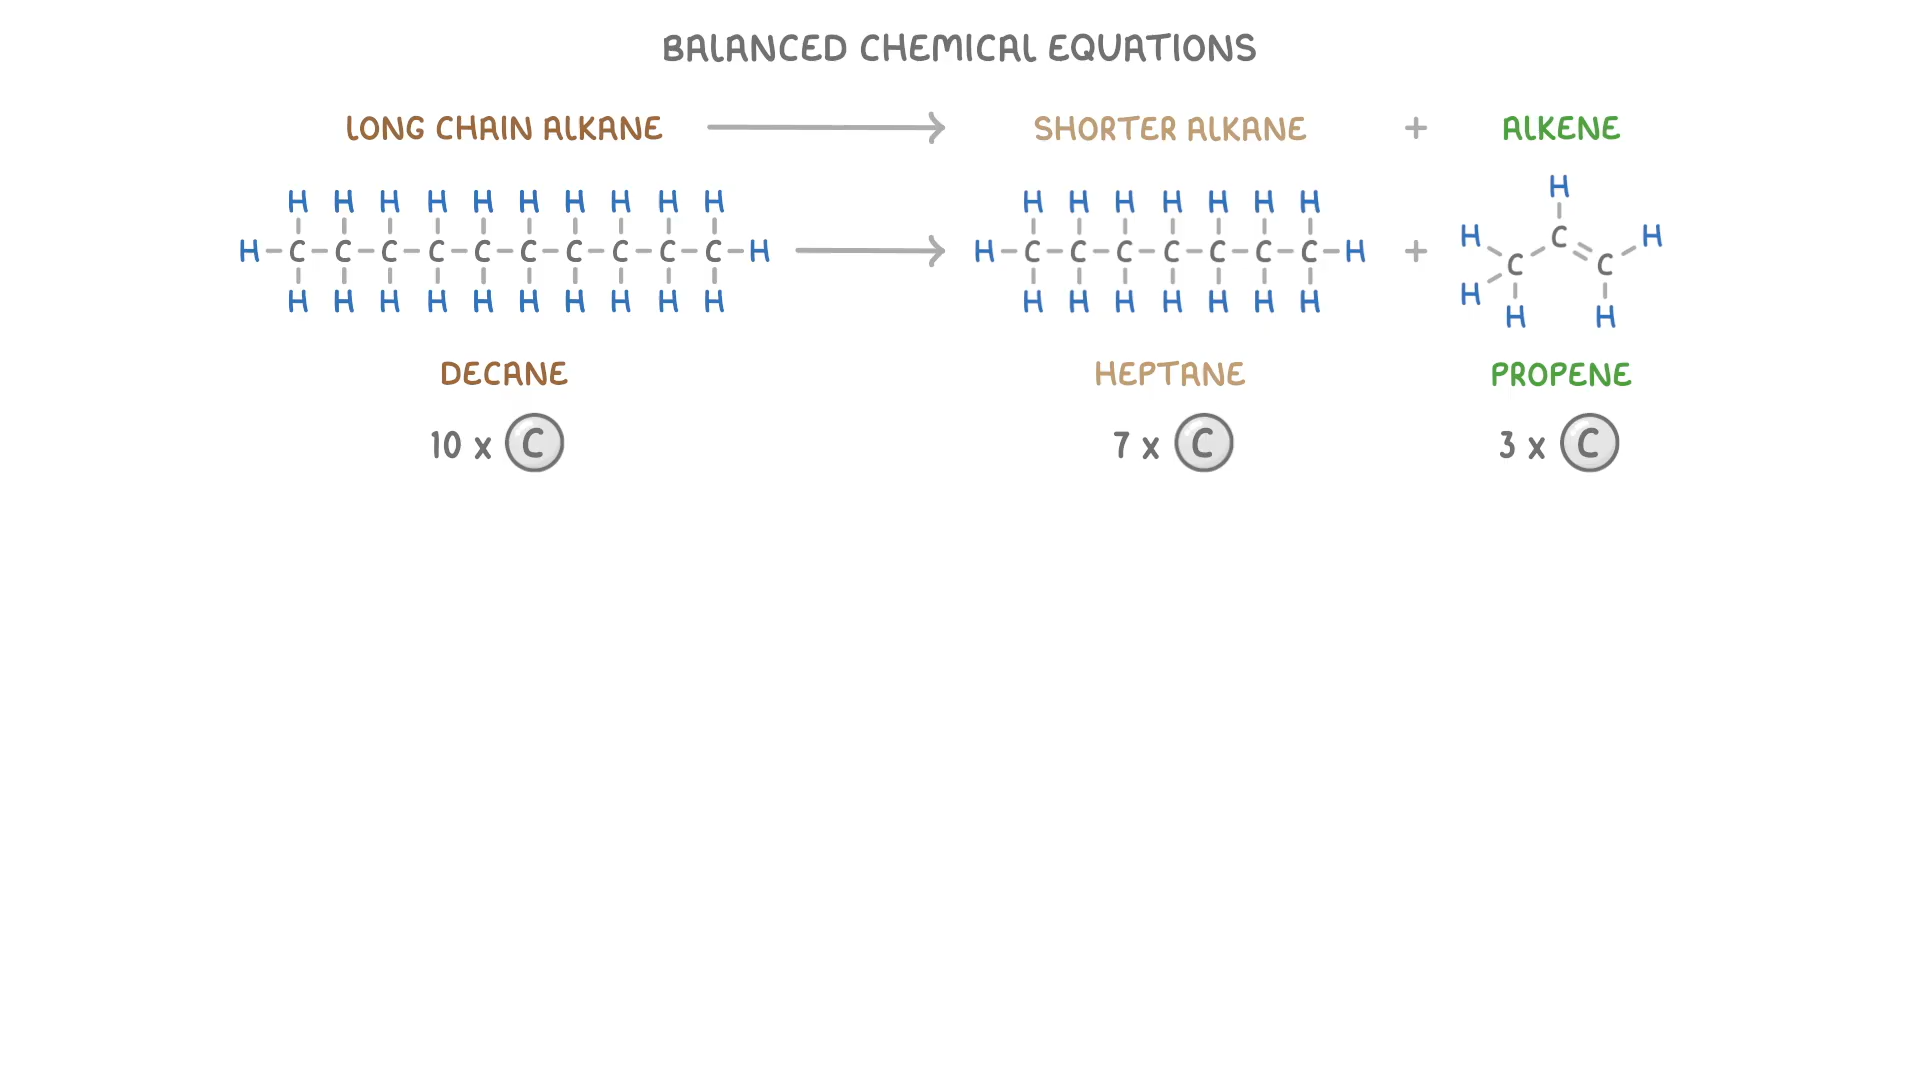 BALANCED CHEMICAL EQUATIONS
LONG CHAIN ALKANE → SHORTER ALKANE + ALKENE
H
H H H H H H H H H H H H H H H H H
H-C-C-C-C-C-C-C-C-C-C-H → H-C-C-C-C-C-C-C-H + H C C=C H
H H H H H H H H H H H H H H H H H H
H H
DECANE HEPTANE PROPENE
10 x C 7 x C 3 x C